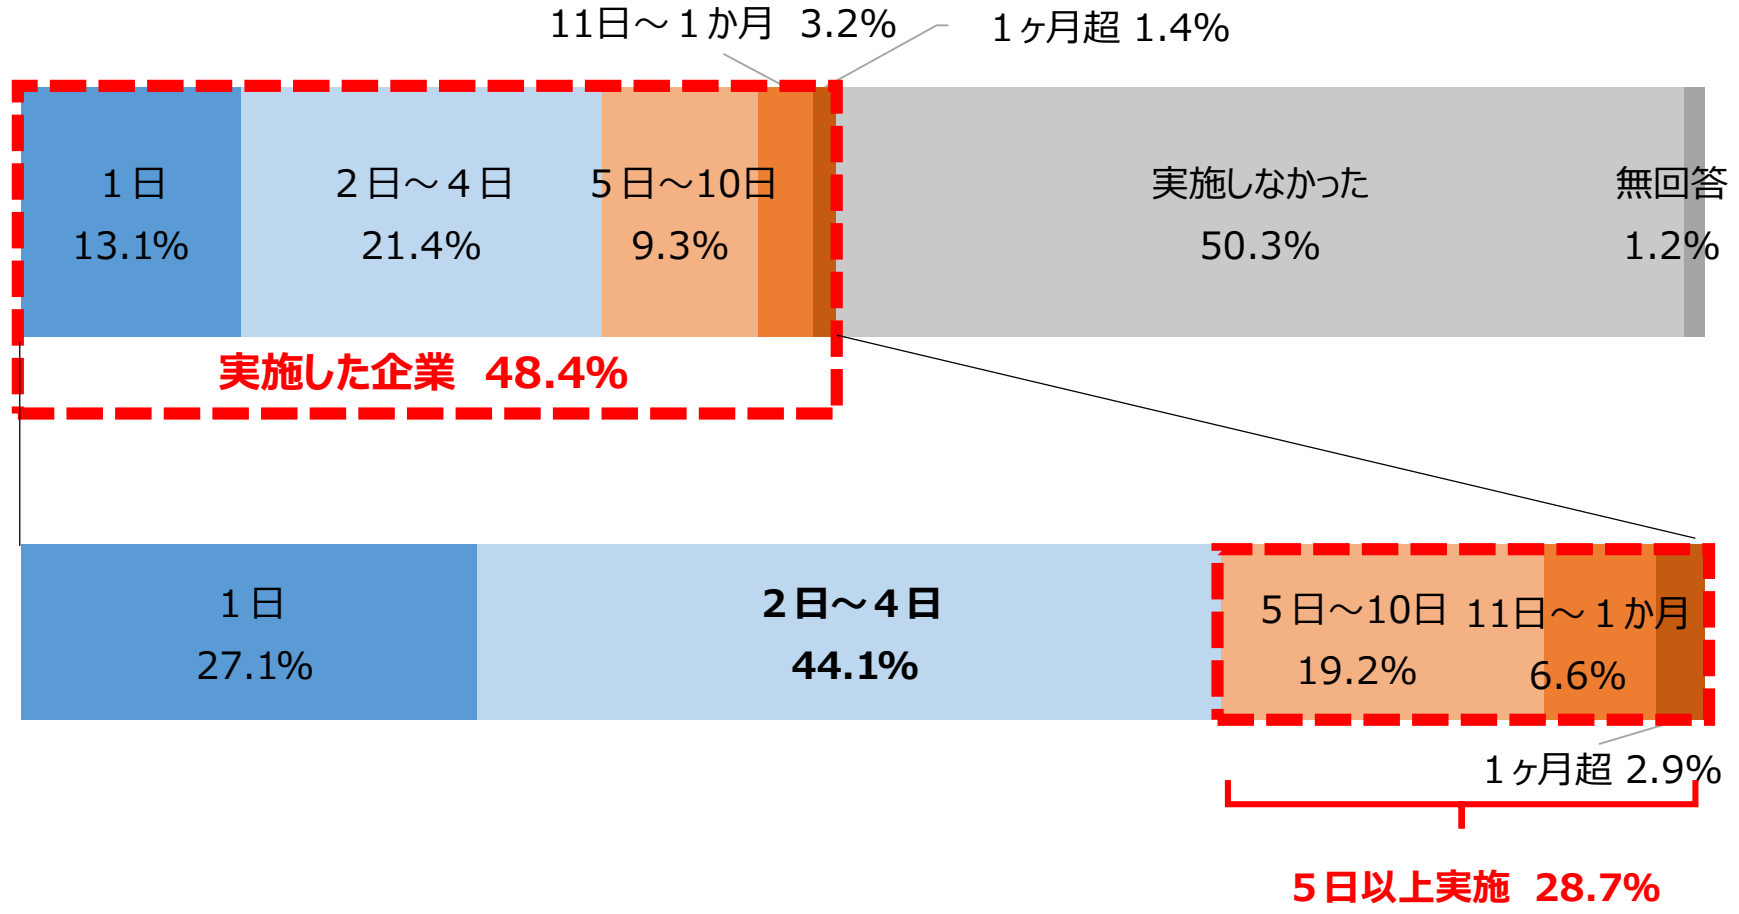 11日～１か月 3.2%
１ヶ月超 1.4%
１日
13.1%
２日～４日
21.4%
５日～10日
9.3%
実施しなかった
50.3%
無回答
1.2%
実施した企業 48.4%
１日
27.1%
２日～４日
44.1%
５日～10日
19.2%
11日～１か月
6.6%
１ヶ月超 2.9%
５日以上実施 28.7%